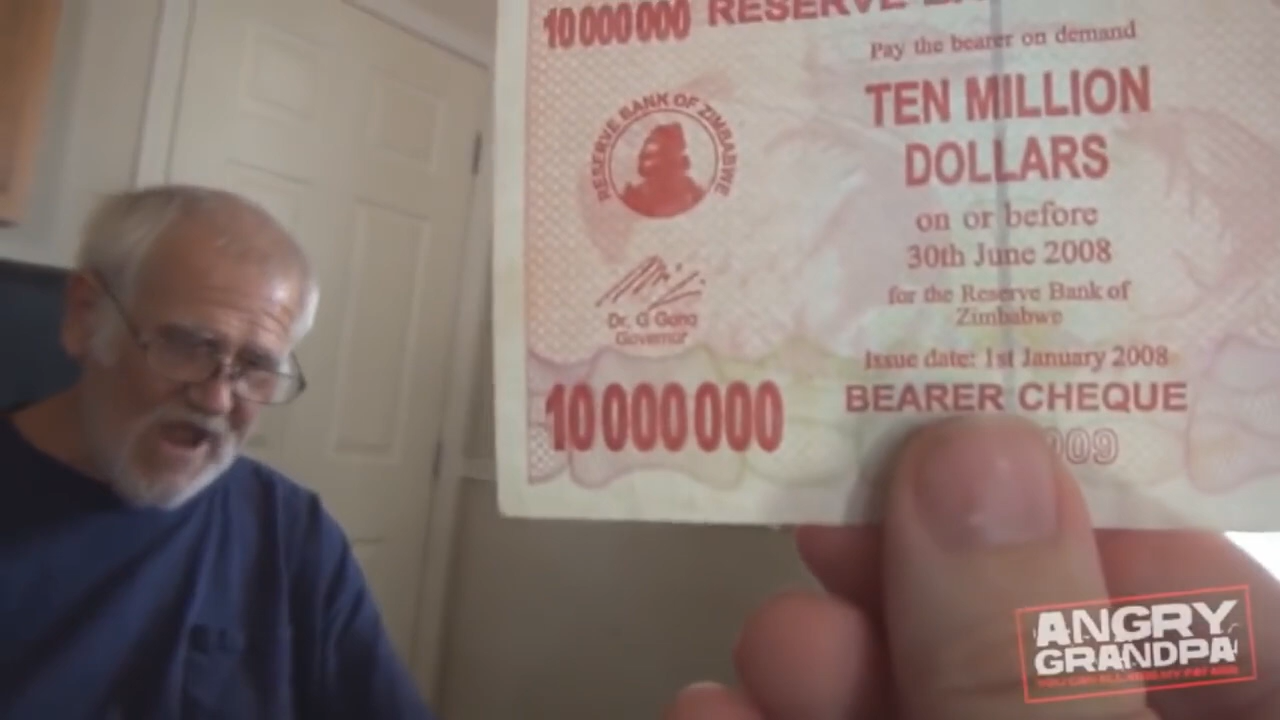 10000000 RESERVE
Pay the bearer on demand
TEN MILLION
DOLLARS
RESERVE BANK OF ZIMBABWE
on or before
30th June 2008
for the Reserve Bank of
Zimbabwe
Dr. G Gono
Governor
Issue date: 1st January 2008
10000000
BEARER CHEQUE
ANGRY
GRANDPA